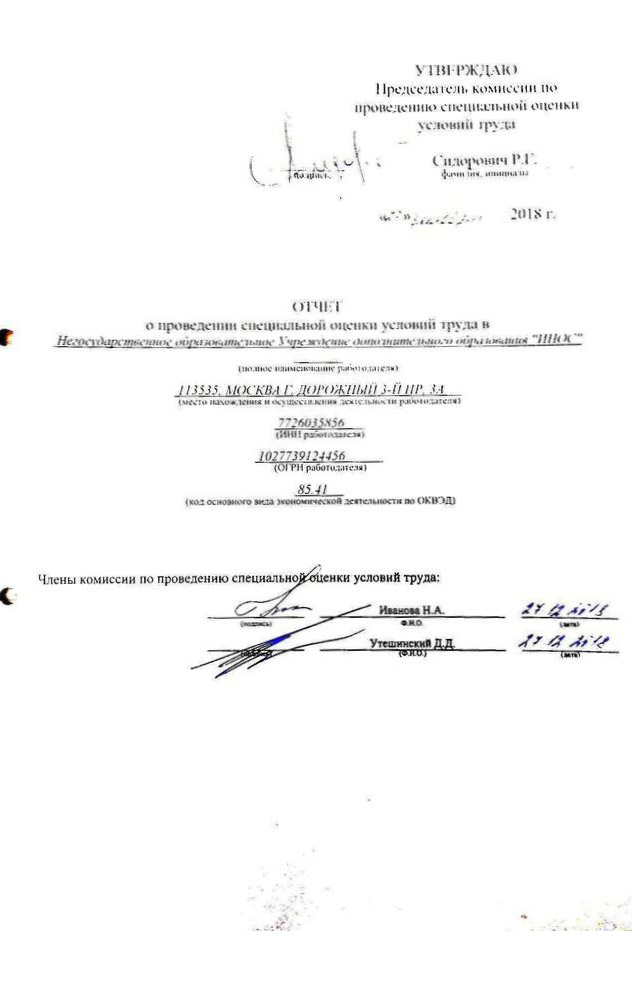 УТВЕРЖДАЮ
Председатель комиссии по
проведению специальной оценки
условий труда
Сидорович Р.Г.
(подпись)
фамилия, инициалы
2018 г.
ОТЧЕТ
о проведении специальной оценки условий труда в
Негосударственное образовательное Учреждение дополнительного образования "ИНОС"
(полное наименование работодателя)
113535, МОСКВА Г, ДОРОЖНЫЙ 3-Й ПР, 3А
(место нахождения и осуществления деятельности работодателя)
7726035856
(ИНН работодателя)
1027739124456
(ОГРН работодателя)
85.41
(код основного вида экономической деятельности по ОКВЭД)
Члены комиссии по проведению специальной оценки условий труда:
Иванова Н.А. 27.12.2018
(подпись) Ф.И.О. (дата)
Утешинский Д.Д. 27.12.2018
(подпись) (Ф.И.О.) (дата)